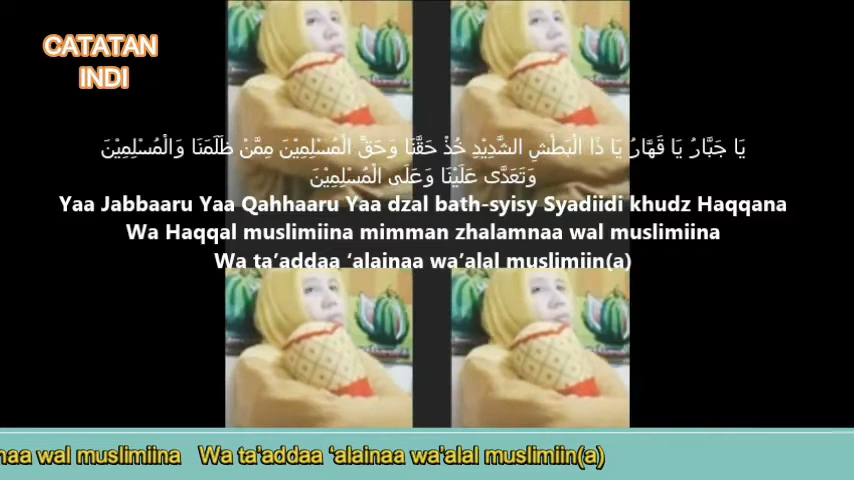 CATATAN
INDI
يَا جَبَّارُ يَا قَهَّارُ يَا ذَا الْبَطْشِ الشَّدِيْدِ خُذْ حَقَّنَا وَحَقَّ الْمُسْلِمِيْنَ مِمَّنْ ظَلَمَنَا وَالْمُسْلِمِيْنَ
وَتَعَدَّى عَلَيْنَا وَعَلَى الْمُسْلِمِيْنَ
Yaa Jabbaaru Yaa Qahhaaru Yaa dzal bath-syisy Syadiidi khudz Haqqana
Wa Haqqal muslimiina mimman zhalamnaa wal muslimiina
Wa ta’addaa ‘alainaa wa’alal muslimiin(a)
naa wal muslimiina Wa ta’addaa ‘alainaa wa’alal muslimiin(a)